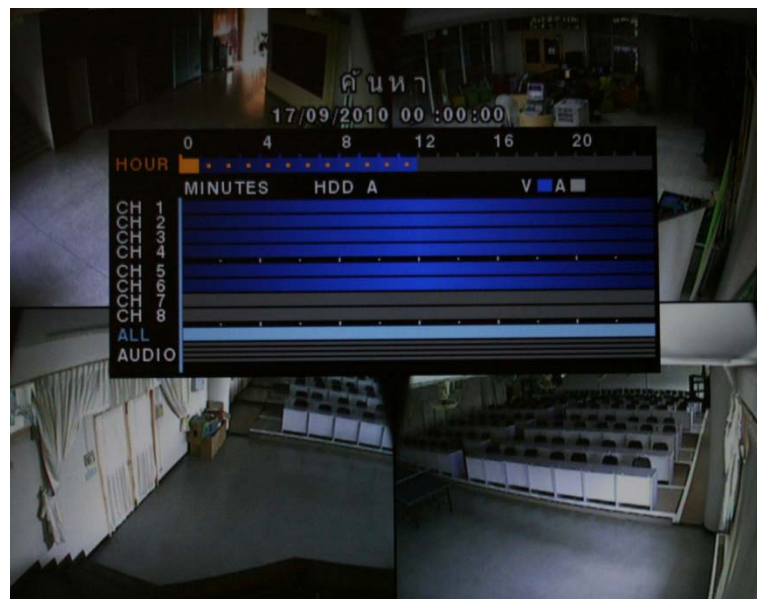 ค้นหา
17/09/2010 00 :00:00
0 4 8 12 16 20
HOUR
MINUTES HDD A V A
CH 1
CH 2
CH 3
CH 4
CH 5
CH 6
CH 7
CH 8
ALL
AUDIO